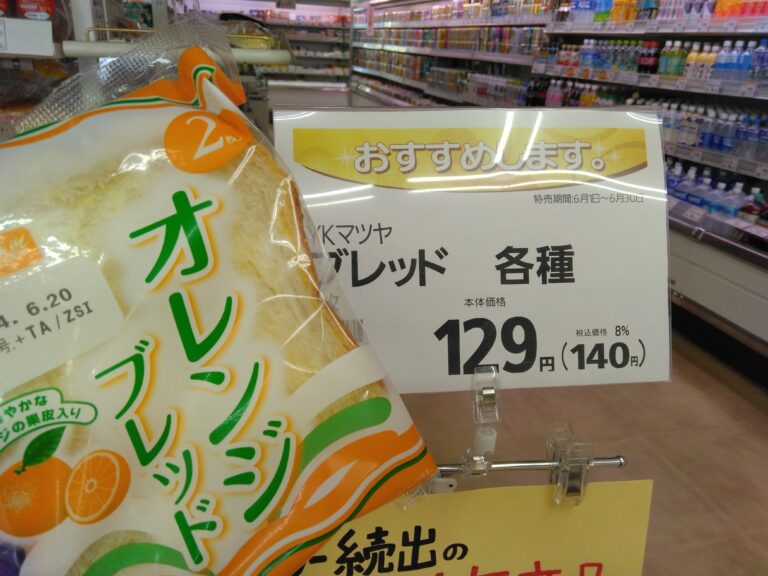 おすすめします。
特売期間:6月1日~6月30日
YKマツヤ
ブレッド 各種
本体価格
129円
税込価格 8%
(140円)
2枚
オレンジ
ブレッド
4. 6.20
号.+TA/ZSI
やかな
ジの果皮入り
続出の